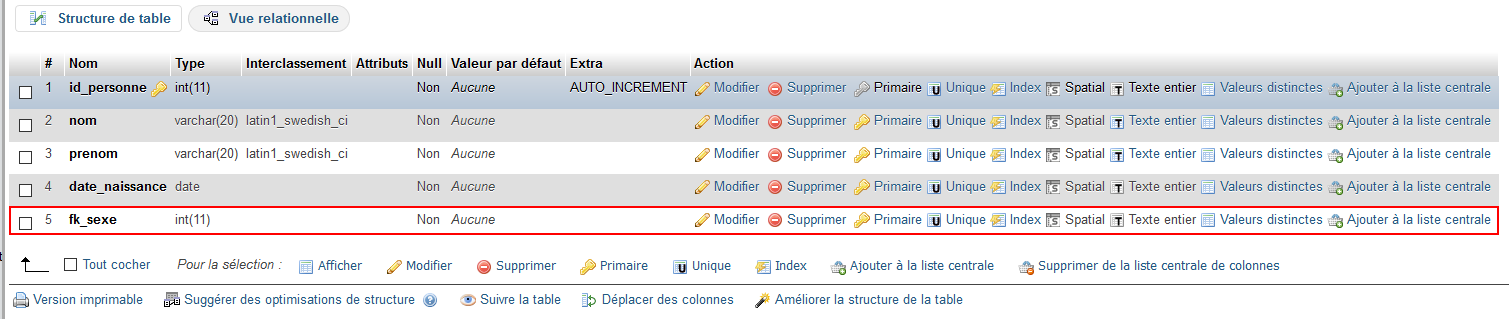 Structure de table Vue relationnelle
# Nom Type Interclassement Attributs Null Valeur par défaut Extra Action
1 id_personne int(11) Non Aucune AUTO_INCREMENT Modifier Supprimer Primaire Unique Index Spatial Texte entier Valeurs distinctes Ajouter à la liste centrale
2 nom varchar(20) latin1_swedish_ci Non Aucune Modifier Supprimer Primaire Unique Index Spatial Texte entier Valeurs distinctes Ajouter à la liste centrale
3 prenom varchar(20) latin1_swedish_ci Non Aucune Modifier Supprimer Primaire Unique Index Spatial Texte entier Valeurs distinctes Ajouter à la liste centrale
4 date_naissance date Non Aucune Modifier Supprimer Primaire Unique Index Spatial Texte entier Valeurs distinctes Ajouter à la liste centrale
5 fk_sexe int(11) Non Aucune Modifier Supprimer Primaire Unique Index Spatial Texte entier Valeurs distinctes Ajouter à la liste centrale
Tout cocher Pour la sélection : Afficher Modifier Supprimer Primaire Unique Index Ajouter à la liste centrale Supprimer de la liste centrale de colonnes
Version imprimable Suggérer des optimisations de structure Suivre la table Déplacer des colonnes Améliorer la structure de la table